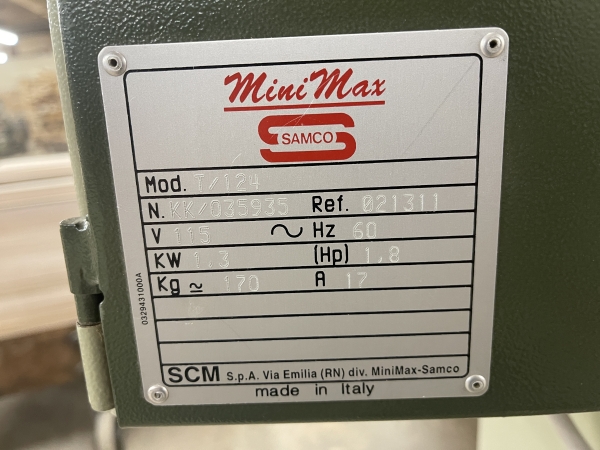 MiniMax
SAMCO
Mod. T/124
N. KK/035935 Ref. 021311
V 115 ~ Hz 60
KW 1,3 (Hp) 1,8
Kg ≃ 170 A 17
0329431000A
SCM S.p.A. Via Emilia (RN) div. MiniMax-Samco
made in Italy